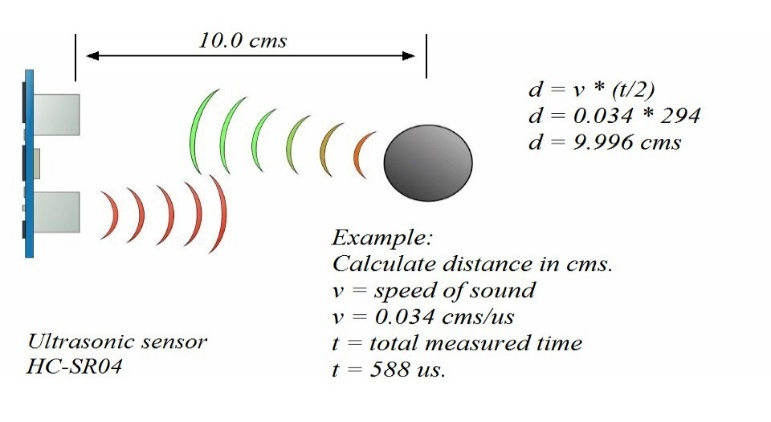 10.0 cms
d = v * (t/2)
d = 0.034 * 294
d = 9.996 cms
Example:
Calculate distance in cms.
v = speed of sound
v = 0.034 cms/us
t = total measured time
t = 588 us.
Ultrasonic sensor
HC-SR04